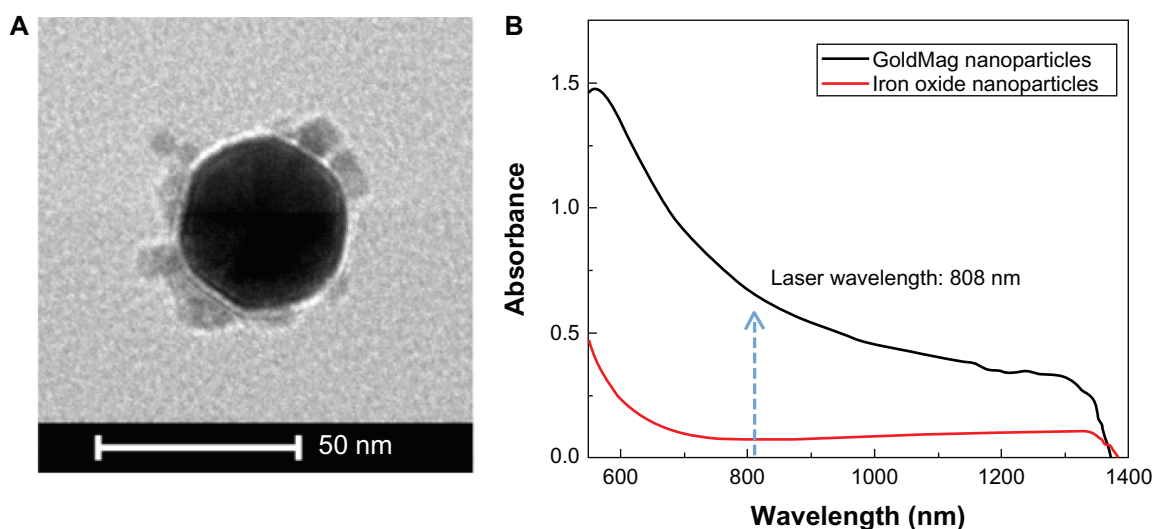 A
50 nm
B
GoldMag nanoparticles
Iron oxide nanoparticles
Laser wavelength: 808 nm
Absorbance
1.5
1.0
0.5
0.0
600
800
1000
1200
1400
Wavelength (nm)